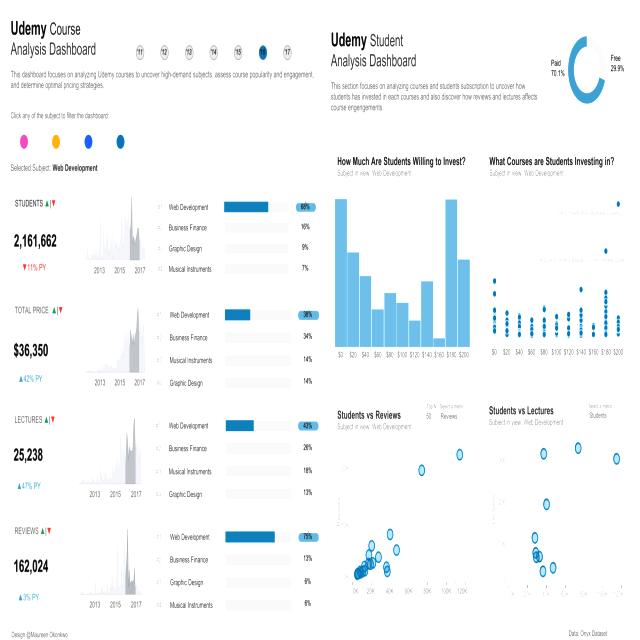 Udemy Course
Analysis Dashboard
'11
'12
'13
'14
'15
'16
'17
This dashboard focuses on analyzing Udemy courses to uncover high-demand subjects, assess course popularity and engagement,
and determine optimal pricing strategies.
Click any of the subject to filter the dashboard:
Selected Subject: Web Development
STUDENTS ▲|▼
2,161,662
▼11% PY
2013 2015 2017
Web Development 68%
Business Finance 16%
Graphic Design 9%
Musical Instruments 7%
TOTAL PRICE ▲|▼
$36,350
▲42% PY
2013 2015 2017
Web Development 38%
Business Finance 34%
Musical Instruments 14%
Graphic Design 14%
LECTURES ▲|▼
25,238
▲47% PY
2013 2015 2017
Web Development 43%
Business Finance 26%
Musical Instruments 18%
Graphic Design 13%
REVIEWS ▲|▼
162,024
▲3% PY
2013 2015 2017
Web Development 75%
Business Finance 13%
Graphic Design 6%
Musical Instruments 6%
Design @Maureen Okonkwo
Udemy Student
Analysis Dashboard
This section focuses on analyzing courses and students subscription to uncover how
students has invested in each courses and also discover how reviews and lectures affects
course engengements
Paid
70.1%
Free
29.9%
How Much Are Students Willing to Invest?
Subject in view: Web Development
$0 $20 $40 $60 $80 $100 $120 $140 $160 $180 $200
What Courses are Students Investing in?
Subject in view: Web Development
$0 $20 $40 $60 $80 $100 $120 $140 $160 $180 $200
Students vs Reviews
Subject in view: Web Development
Top N
50
Select a metric
Reviews
0K 20K 40K 60K 80K 100K 120K
Students vs Lectures
Subject in view: Web Development
Select a metric
Students
Data: Onyx Dataset